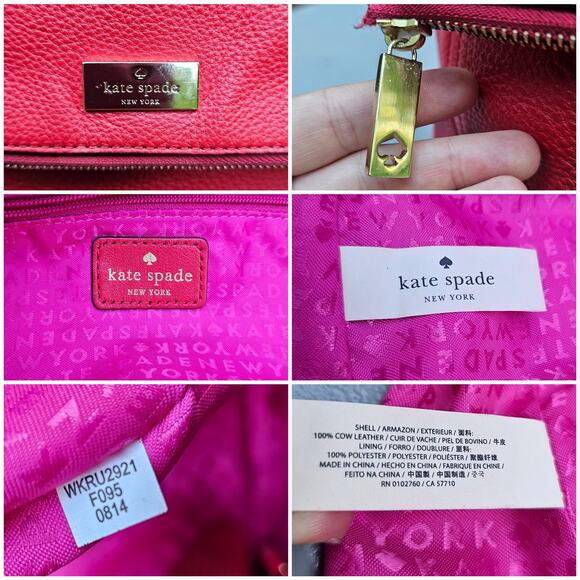 kate spade
NEW YORK
kate spade
NEW YORK
kate spade
NEW YORK
WKRU2921
F095
0814
SHELL / ARMAZON / EXTERIEUR / 面料:
100% COW LEATHER / CUIR DE VACHE / PIEL DE BOVINO / 牛皮
LINING / FORRO / DOUBLURE / 里料:
100% POLYESTER / POLYESTER / POLIÉSTER / 聚酯纤维
MADE IN CHINA / HECHO EN CHINA / FABRIQUE EN CHINE /
FEITO NA CHINA / 中国制造 / 중국
RN 0102760 / CA 57710
YORK